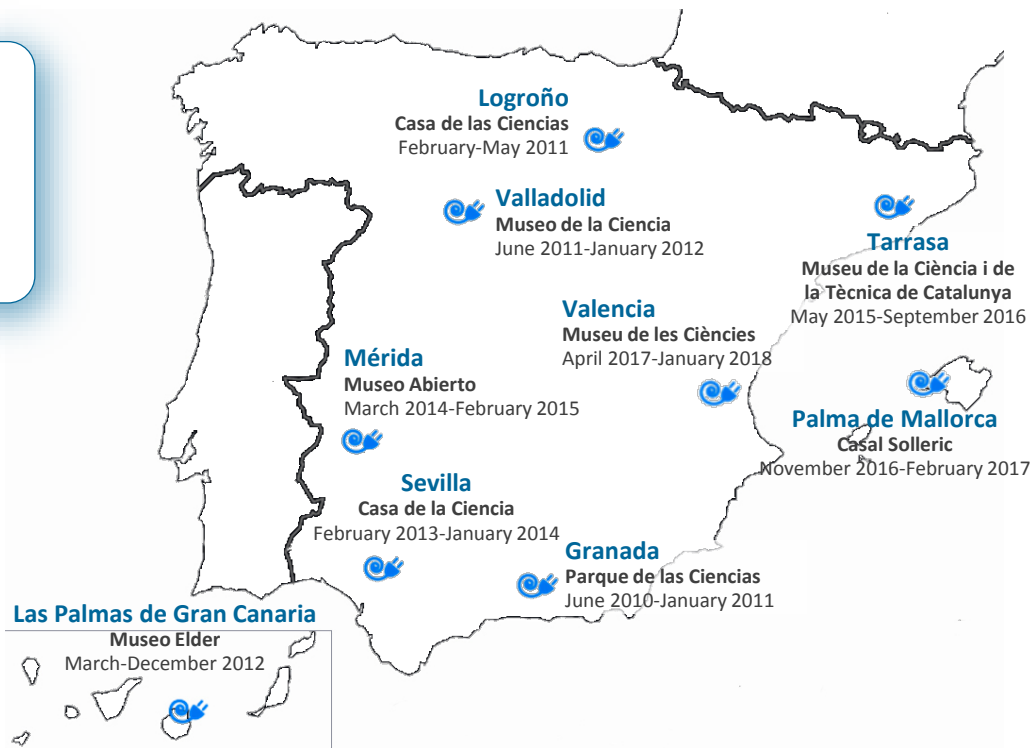 Logroño
Casa de las Ciencias
February-May 2011
Valladolid
Museo de la Ciencia
June 2011-January 2012
Tarrasa
Museu de la Ciència i de
la Tècnica de Catalunya
May 2015-September 2016
Valencia
Museu de les Ciències
April 2017-January 2018
Mérida
Museo Abierto
March 2014-February 2015
Palma de Mallorca
Casal Solleric
November 2016-February 2017
Sevilla
Casa de la Ciencia
February 2013-January 2014
Granada
Parque de las Ciencias
June 2010-January 2011
Las Palmas de Gran Canaria
Museo Elder
March-December 2012